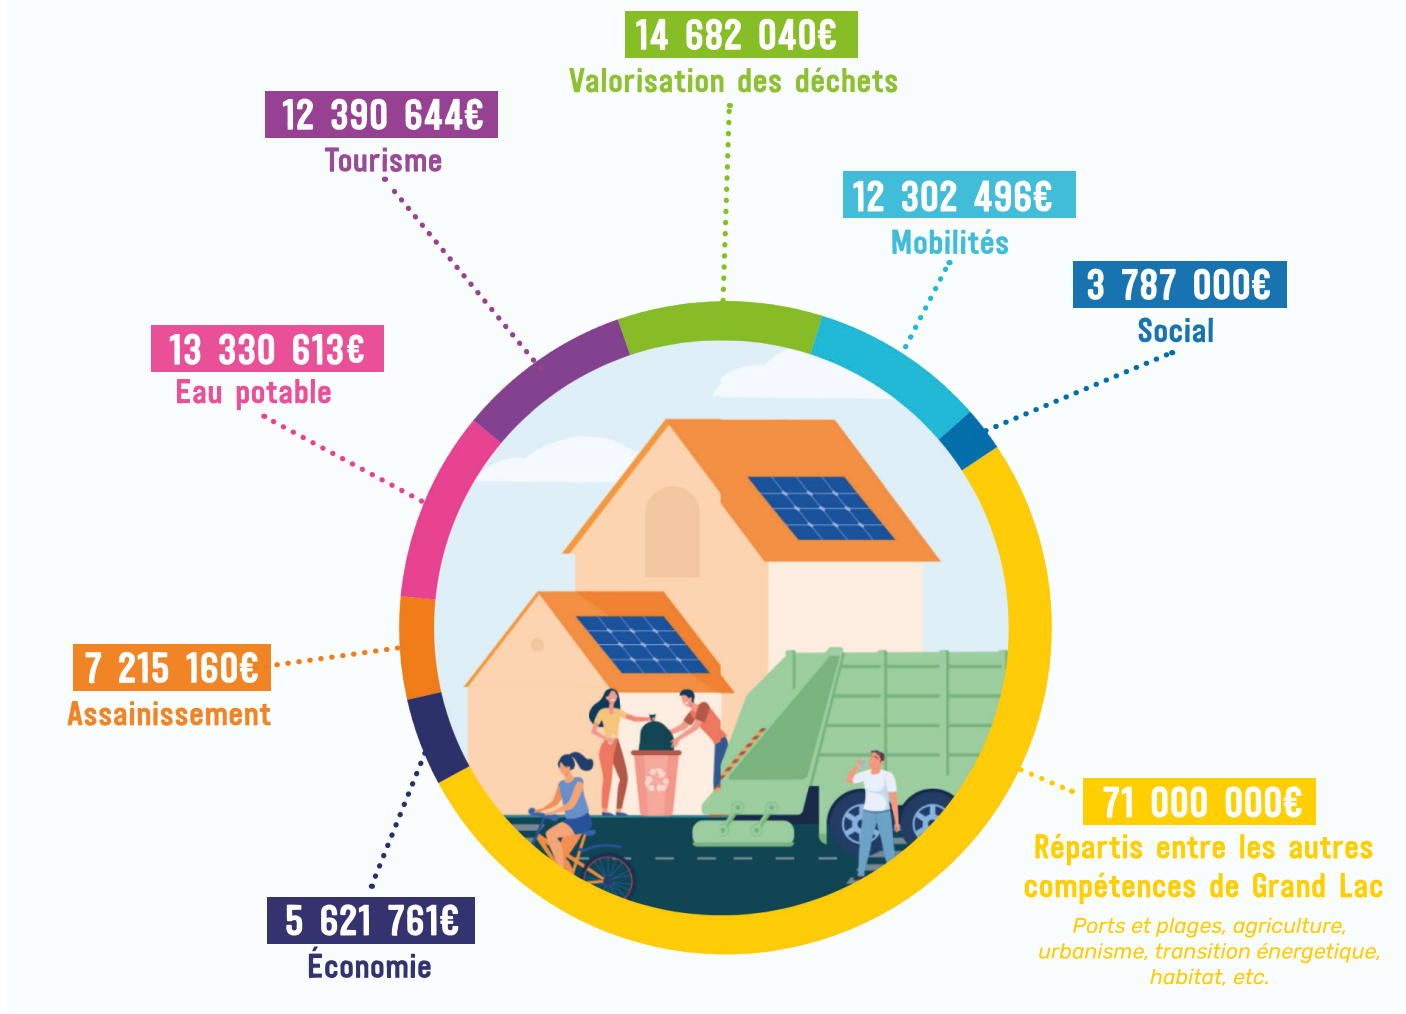 14 682 040€
Valorisation des déchets
12 390 644€
Tourisme
12 302 496€
Mobilités
3 787 000€
Social
13 330 613€
Eau potable
7 215 160€
Assainissement
71 000 000€
Répartis entre les autres
compétences de Grand Lac
Ports et plages, agriculture,
urbanisme, transition énergetique,
habitat, etc.
5 621 761€
Économie